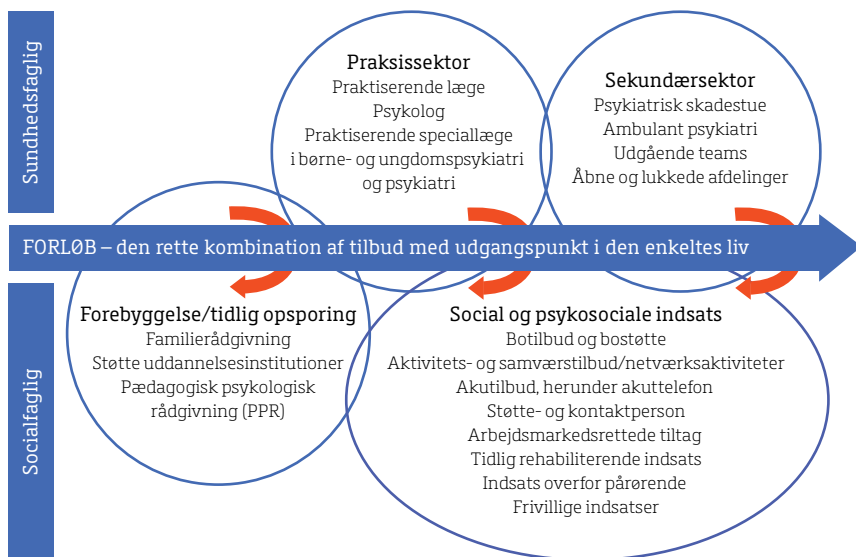 Sundhedsfaglig
Praksissektor
Praktiserende læge
Psykolog
Praktiserende speciallæge
i børne- og ungdomspsykiatri
og psykiatri
Sekundærsektor
Psykiatrisk skadestue
Ambulant psykiatri
Udgående teams
Åbne og lukkede afdelinger
FORLØB – den rette kombination af tilbud med udgangspunkt i den enkeltes liv
Socialfaglig
Forebyggelse/tidlig opsporing
Familierådgivning
Støtte uddannelsesinstitutioner
Pædagogisk psykologisk
rådgivning (PPR)
Social og psykosociale indsats
Botilbud og bostøtte
Aktivitets- og samværstilbud/netværksaktiviteter
Akutilbud, herunder akuttelefon
Støtte- og kontaktperson
Arbejdsmarkedsrettede tiltag
Tidlig rehabiliterende indsats
Indsats overfor pårørende
Frivillige indsatser